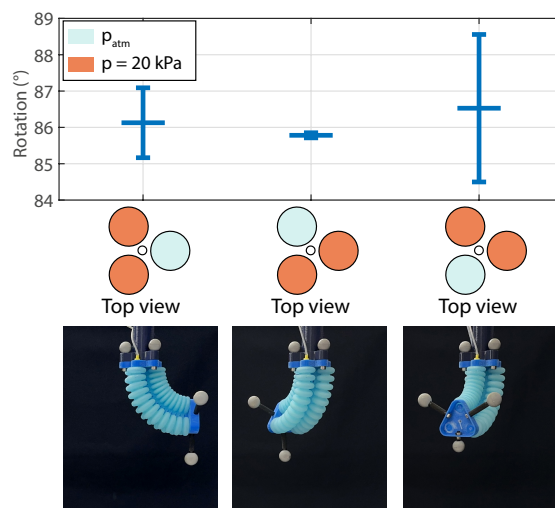 89
88
87
86
85
84
Rotation (°)
p_atm
p = 20 kPa
Top view Top view Top view